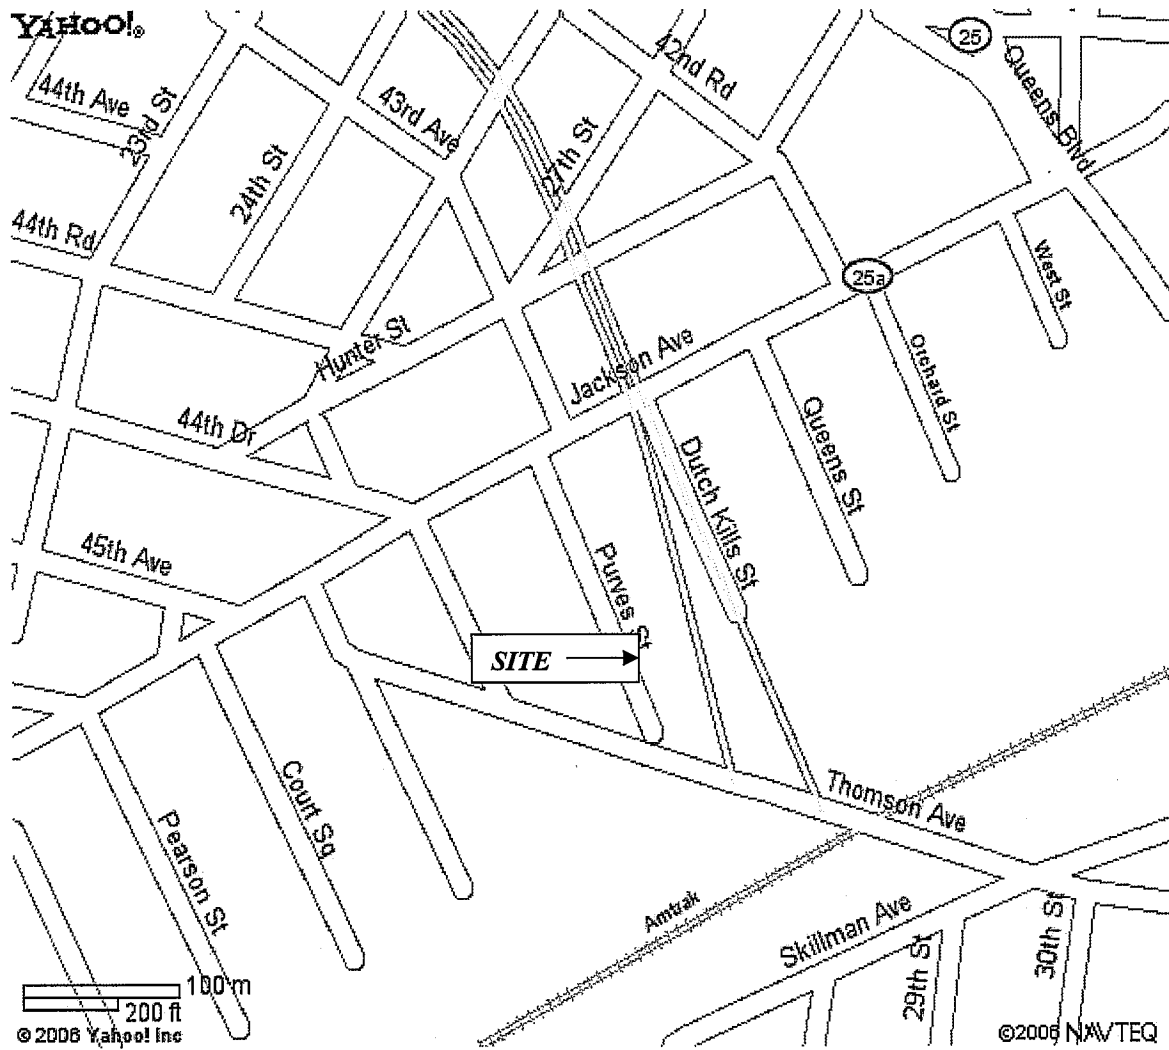 YAHOO!®
25
42nd Rd
Queens Blvd
44th Ave
23rd St
43rd Ave
24th St
27th St
44th Rd
25a
West St
Hunter St
Jackson Ave
Orchard St
44th Dr
Queens St
Dutch Kills St
45th Ave
Purves St
SITE
Thomson Ave
Court Sq
Pearson St
Amtrak
Skillman Ave
29th St
30th St
100 m
200 ft
© 2006 Yahoo! Inc
©2006 NAVTEQ